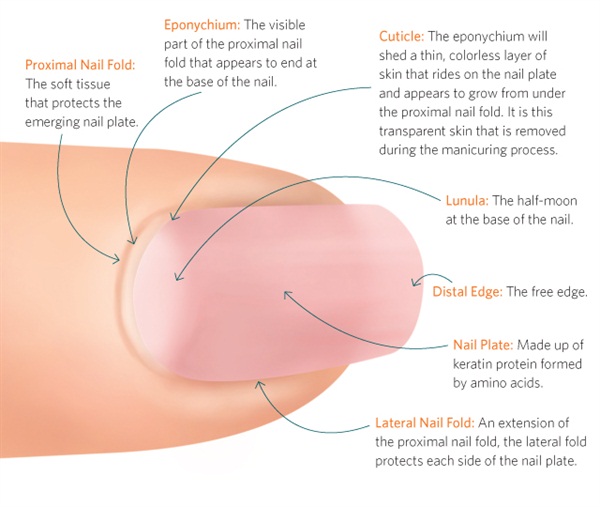 Proximal Nail Fold:
The soft tissue
that protects the
emerging nail plate.
Eponychium: The visible
part of the proximal nail
fold that appears to end at
the base of the nail.
Cuticle: The eponychium will
shed a thin, colorless layer of
skin that rides on the nail plate
and appears to grow from under
the proximal nail fold. It is this
transparent skin that is removed
during the manicuring process.
Lunula: The half-moon
at the base of the nail.
Distal Edge: The free edge.
Nail Plate: Made up of
keratin protein formed
by amino acids.
Lateral Nail Fold: An extension of
the proximal nail fold, the lateral fold
protects each side of the nail plate.